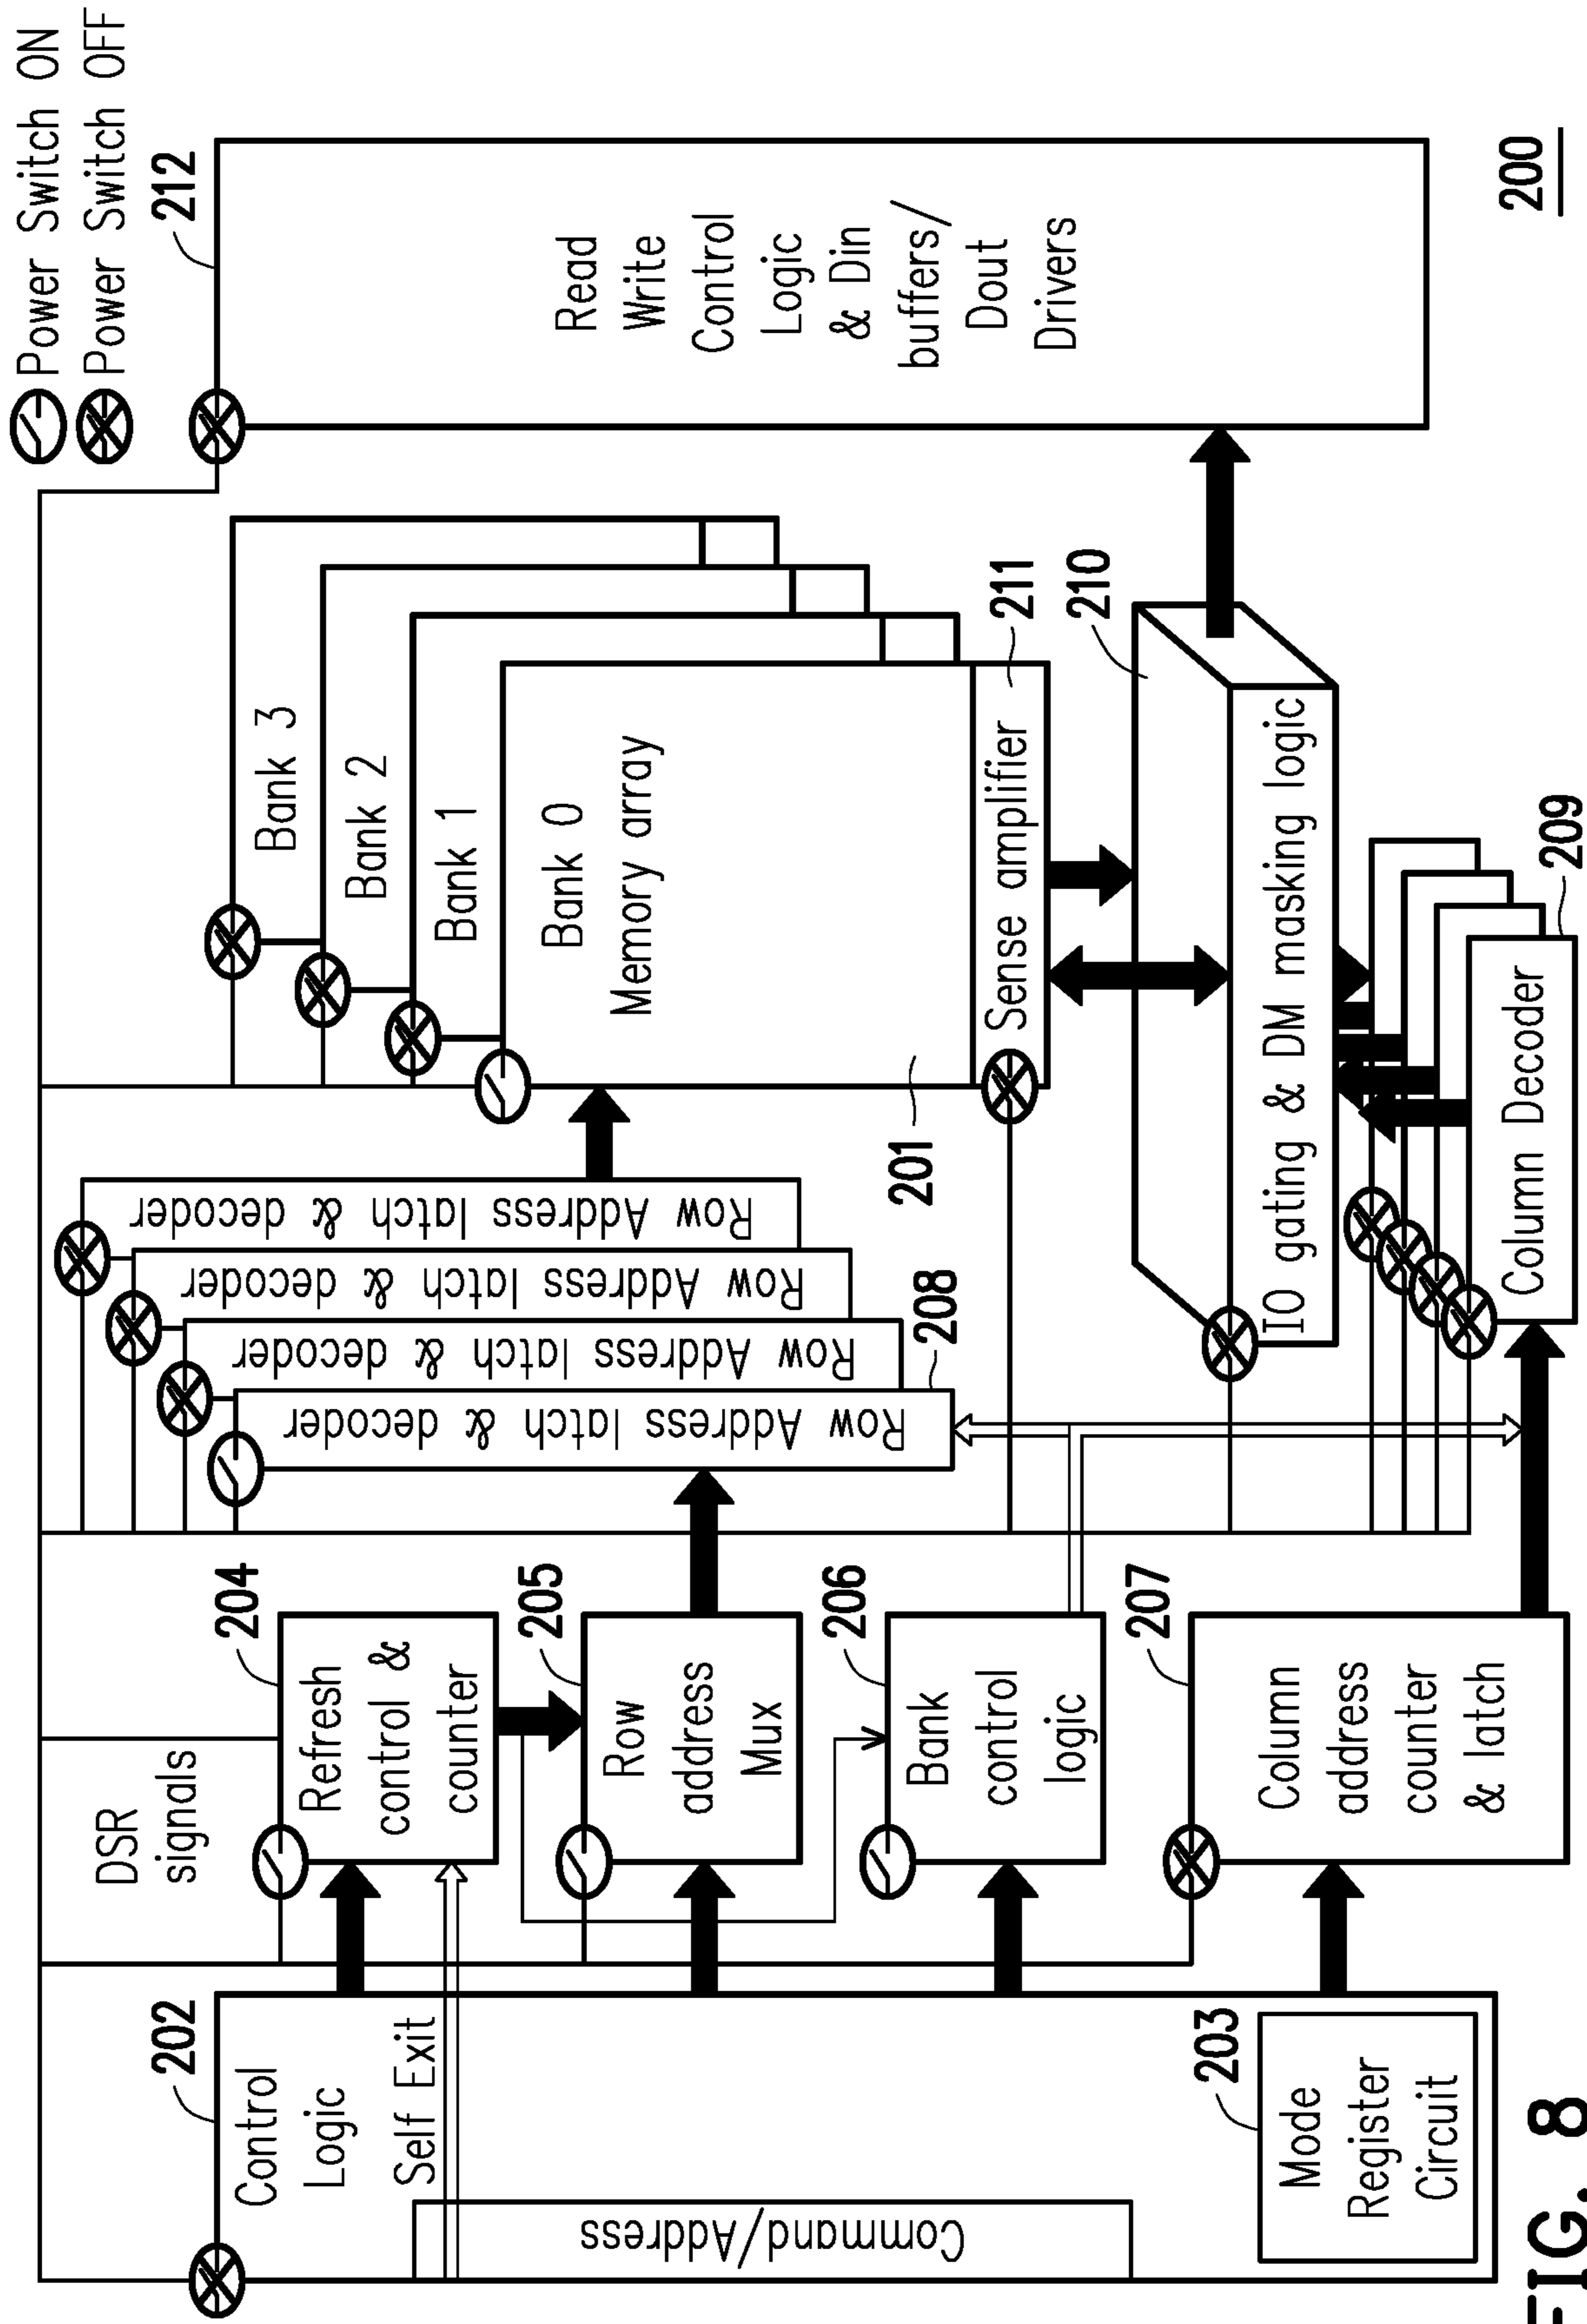 Power Switch ON
Power Switch OFF
212
Read
Write
Control
Logic
& Din
buffers/
Dout
Drivers
200
Bank 3
Bank 2
Bank 1
Bank 0
Memory array
Sense amplifier
211
210
201
IO gating & DM masking logic
Column Decoder
209
Row Address latch & decoder
Row Address latch & decoder
Row Address latch & decoder
Row Address latch & decoder
208
DSR
signals
204
Refresh
control &
counter
205
Row
address
Mux
206
Bank
control
logic
207
Column
address
counter
& latch
202
Control
Logic
Self Exit
Command/Address
203
Mode
Register
Circuit
FIG. 8